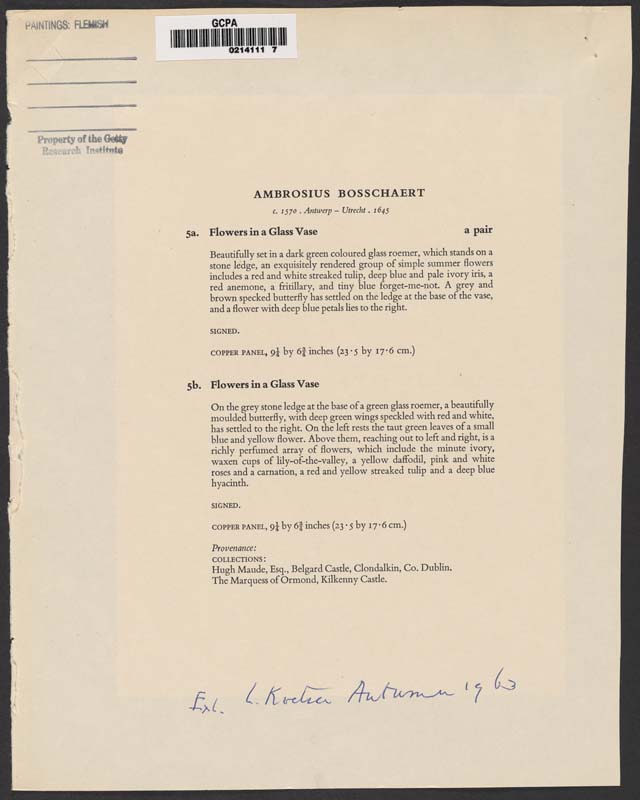 PAINTINGS: FLEMISH
GCPA
0214111 7
Property of the Getty
Research Institute
AMBROSIUS BOSSCHAERT
c. 1570 . Antwerp – Utrecht . 1645
5a. Flowers in a Glass Vase a pair
Beautifully set in a dark green coloured glass roemer, which stands on a
stone ledge, an exquisitely rendered group of simple summer flowers
includes a red and white streaked tulip, deep blue and pale ivory iris, a
red anemone, a fritillary, and tiny blue forget-me-not. A grey and
brown specked butterfly has settled on the ledge at the base of the vase,
and a flower with deep blue petals lies to the right.
SIGNED.
COPPER PANEL, 9¼ by 6⅞ inches (23·5 by 17·6 cm.)
5b. Flowers in a Glass Vase
On the grey stone ledge at the base of a green glass roemer, a beautifully
moulded butterfly, with deep green wings speckled with red and white,
has settled to the right. On the left rests the taut green leaves of a small
blue and yellow flower. Above them, reaching out to left and right, is a
richly perfumed array of flowers, which include the minute ivory,
waxen cups of lily-of-the-valley, a yellow daffodil, pink and white
roses and a carnation, a red and yellow streaked tulip and a deep blue
hyacinth.
SIGNED.
COPPER PANEL, 9¼ by 6⅞ inches (23·5 by 17·6 cm.)
Provenance:
COLLECTIONS:
Hugh Maude, Esq., Belgard Castle, Clondalkin, Co. Dublin.
The Marquess of Ormond, Kilkenny Castle.
Exl. L. Koetser Autumn 1963